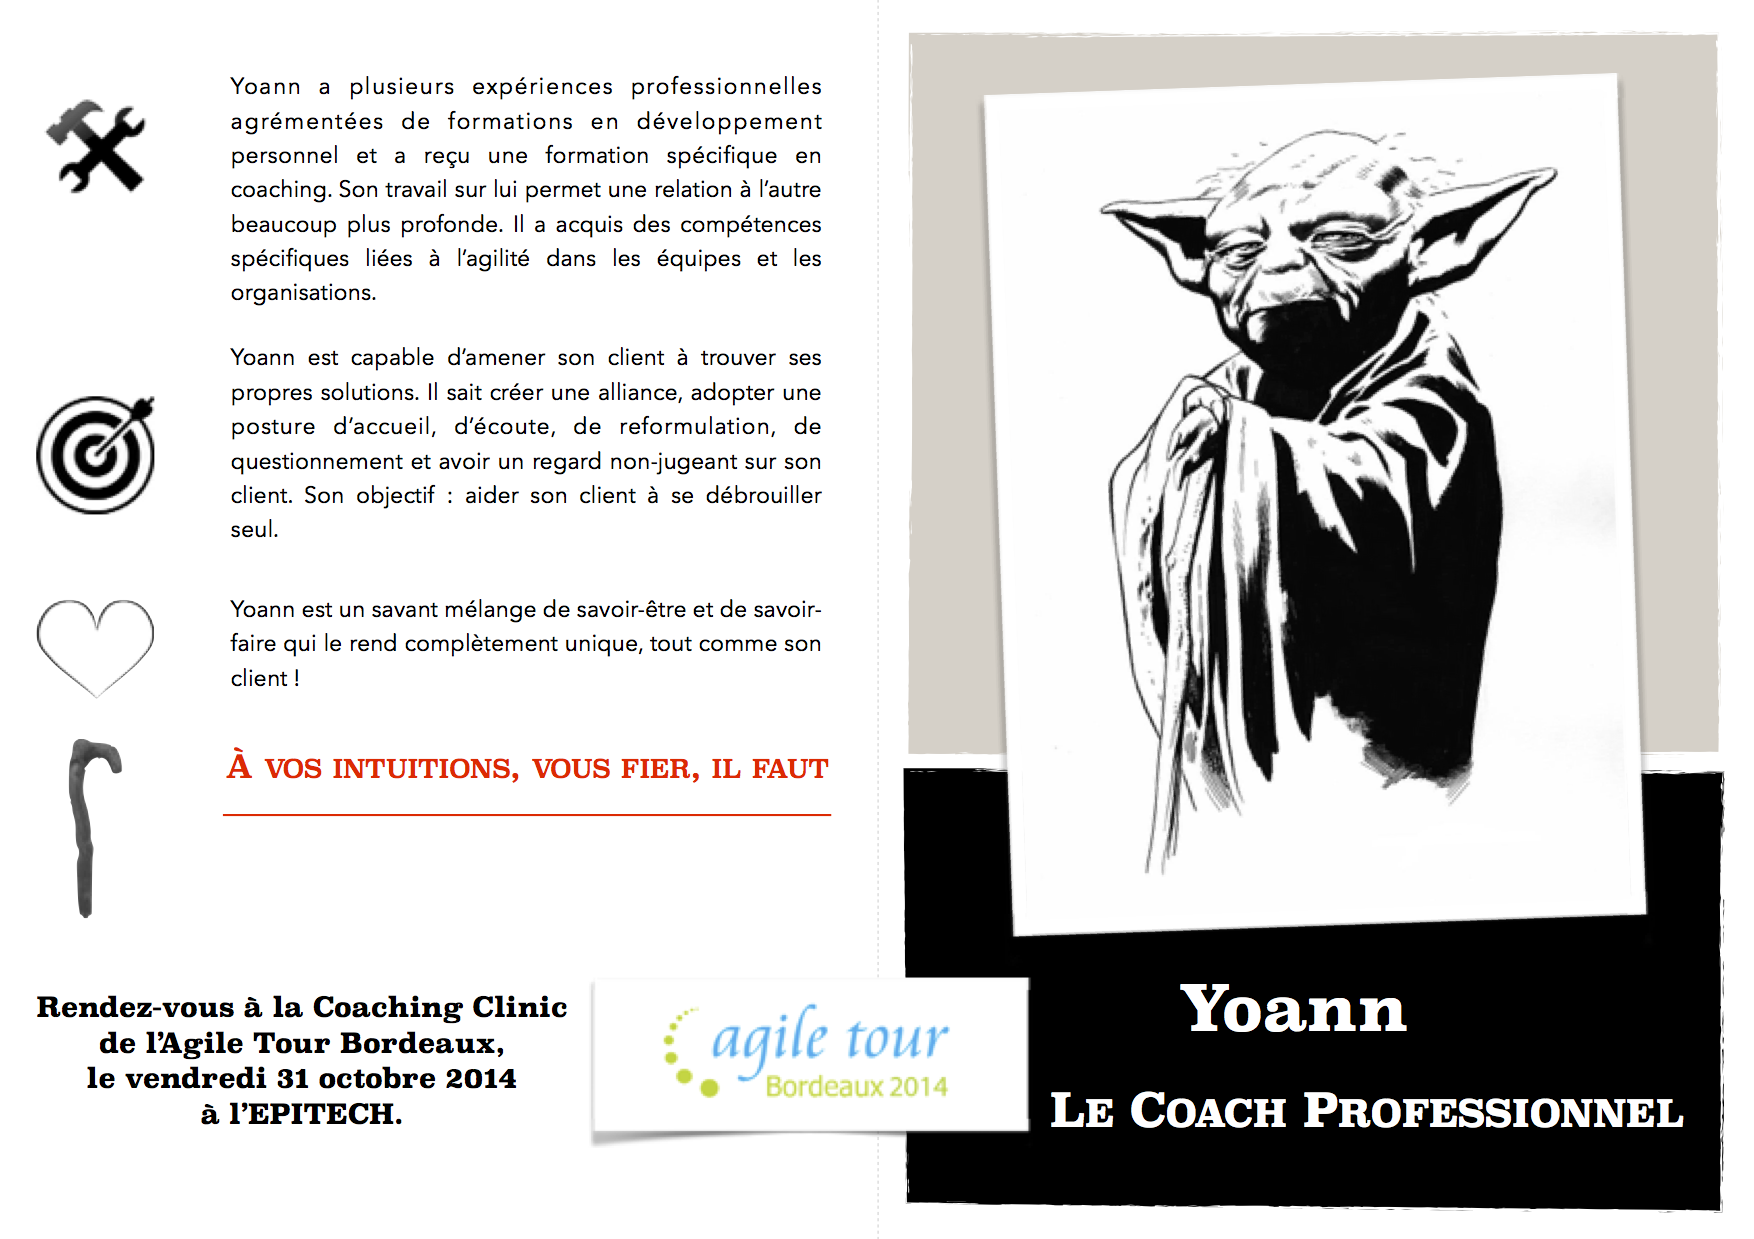 Yoann a plusieurs expériences professionnelles
agrémentées de formations en développement
personnel et a reçu une formation spécifique en
coaching. Son travail sur lui permet une relation à l’autre
beaucoup plus profonde. Il a acquis des compétences
spécifiques liées à l’agilité dans les équipes et les
organisations.
Yoann est capable d’amener son client à trouver ses
propres solutions. Il sait créer une alliance, adopter une
posture d’accueil, d’écoute, de reformulation, de
questionnement et avoir un regard non-jugeant sur son
client. Son objectif : aider son client à se débrouiller
seul.
Yoann est un savant mélange de savoir-être et de savoir-
faire qui le rend complètement unique, tout comme son
client !
À VOS INTUITIONS, VOUS FIER, IL FAUT
Rendez-vous à la Coaching Clinic
de l’Agile Tour Bordeaux,
le vendredi 31 octobre 2014
à l’EPITECH.
agile tour
Bordeaux 2014
Yoann
LE COACH PROFESSIONNEL